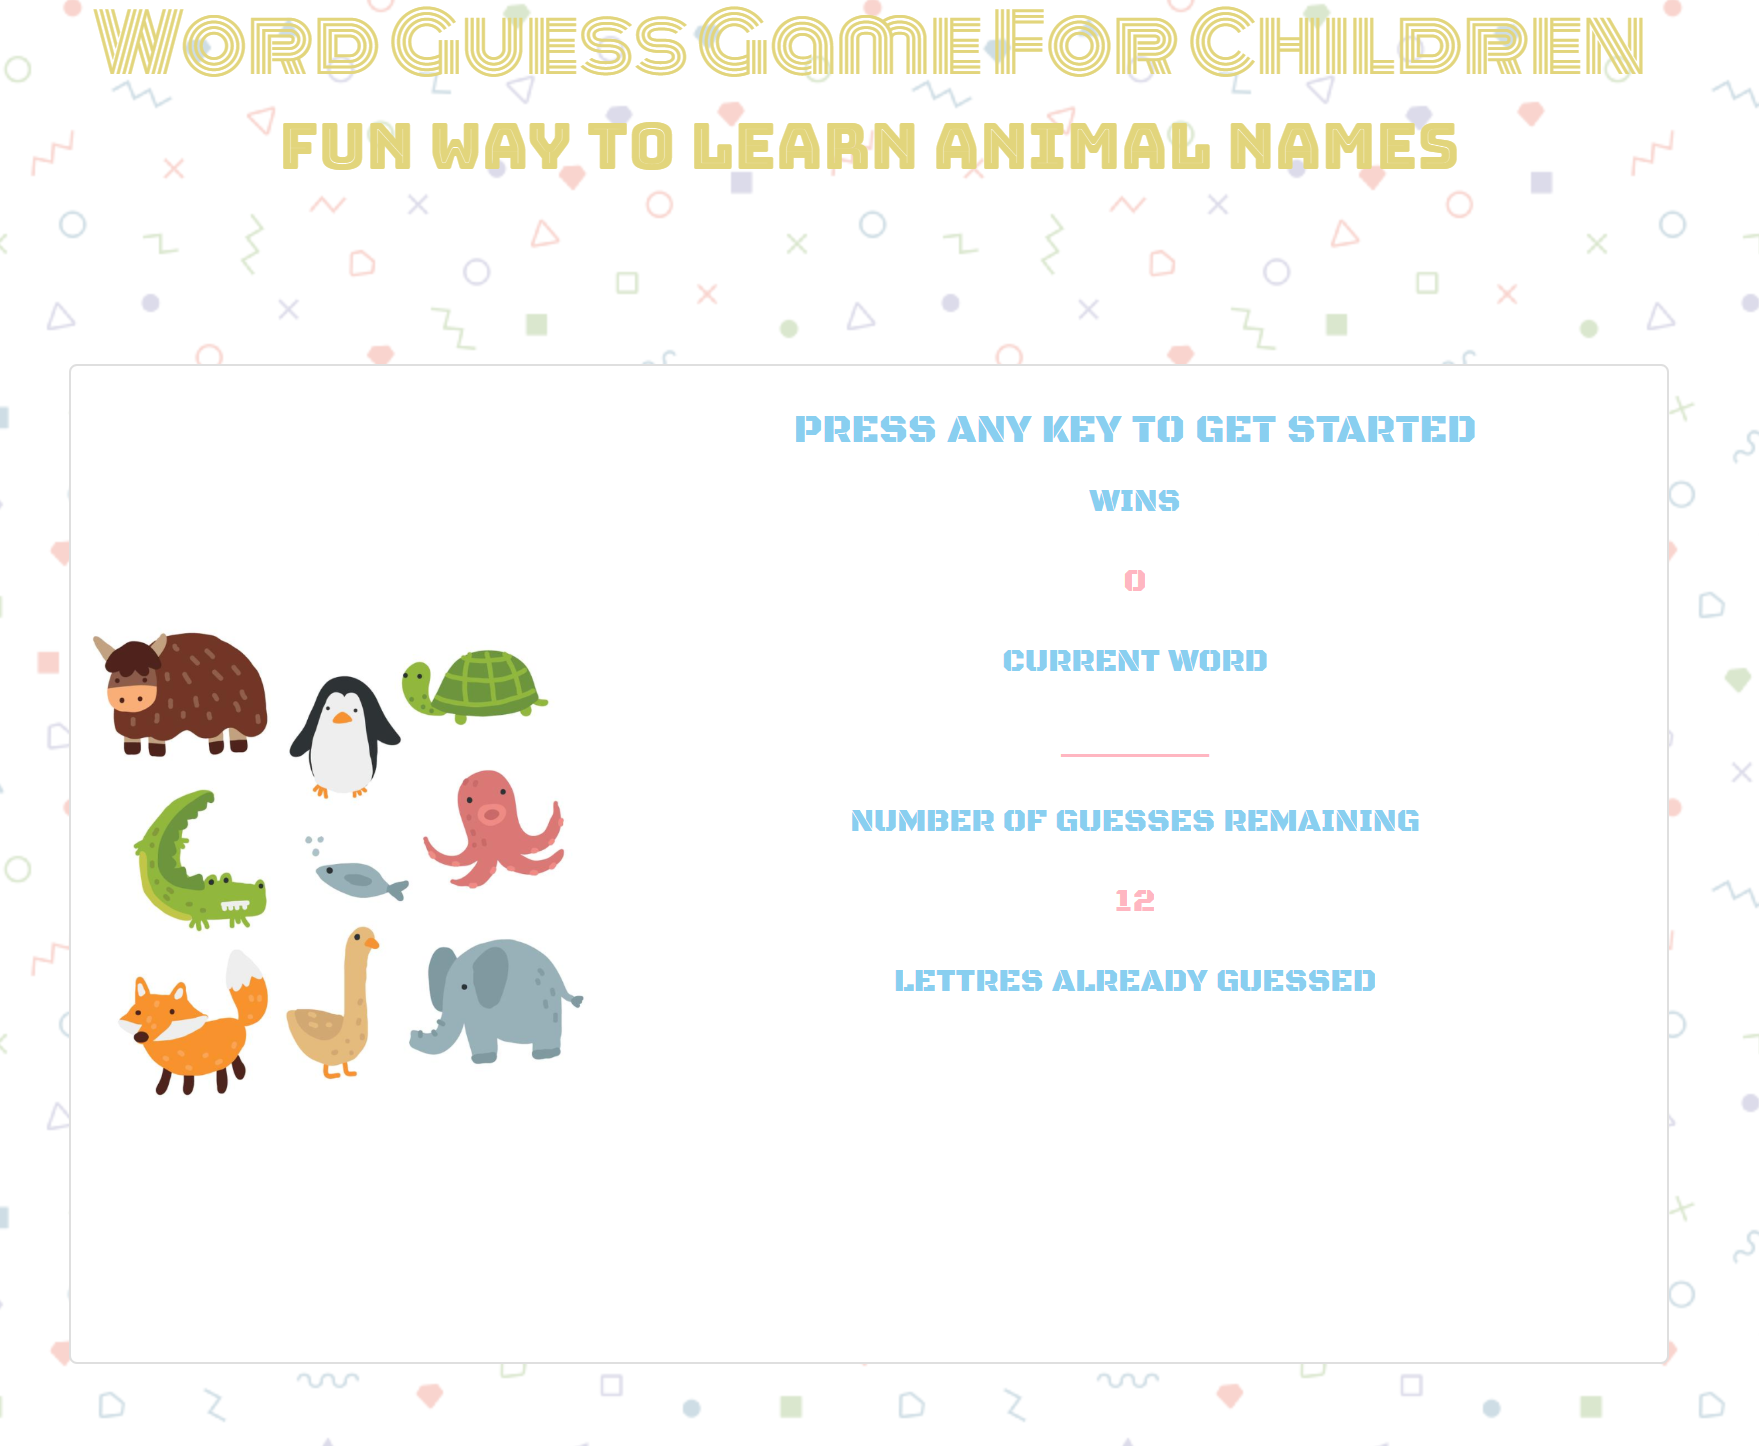 Word Guess Game For Children
FUN WAY TO LEARN ANIMAL NAMES
PRESS ANY KEY TO GET STARTED
WINS
0
CURRENT WORD
NUMBER OF GUESSES REMAINING
12
LETTRES ALREADY GUESSED